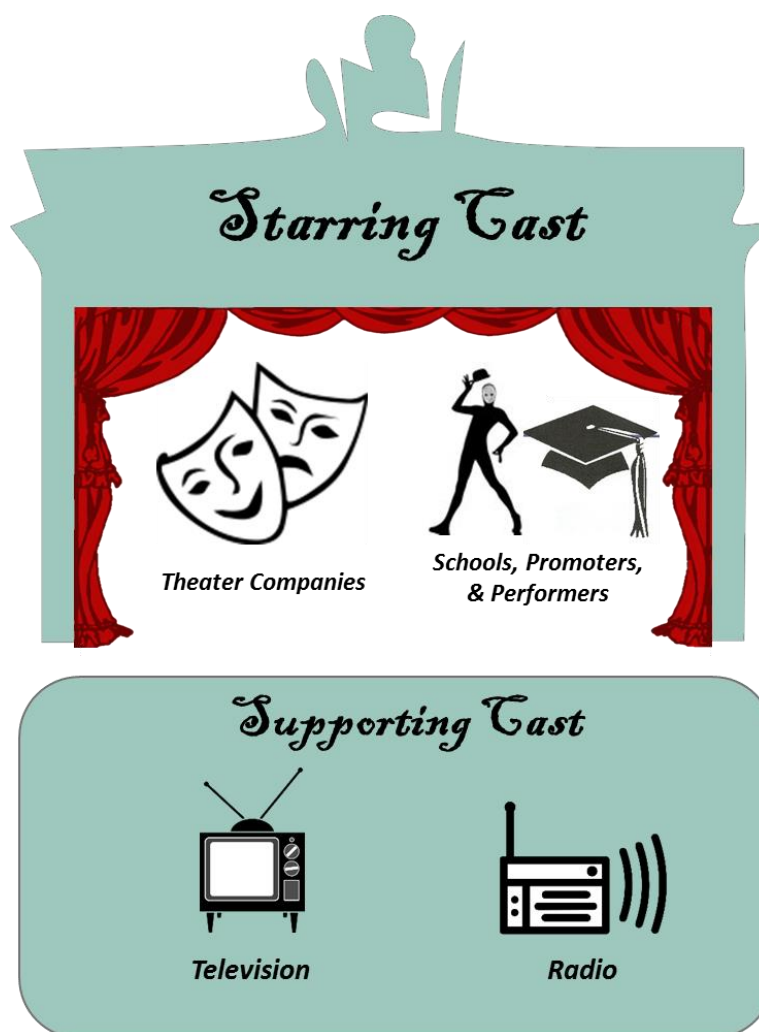 Starring Cast
Theater Companies
Schools, Promoters,
& Performers
Supporting Cast
Television
Radio